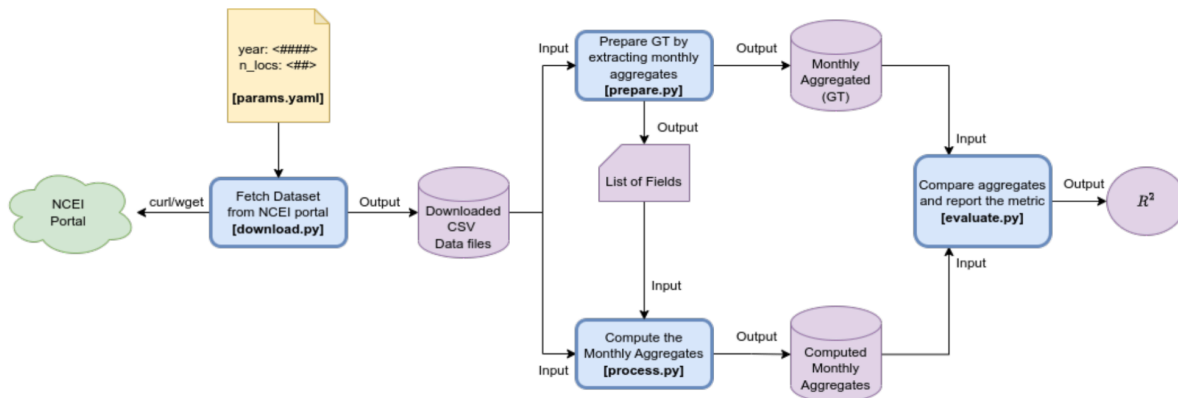 year: <####>
n_locs: <##>
[params.yaml]
NCEI
Portal
curl/wget
Fetch Dataset
from NCEI portal
[download.py]
Output
Downloaded
CSV
Data files
Input
Prepare GT by
extracting monthly
aggregates
[prepare.py]
Output
Monthly
Aggregated
(GT)
Output
List of Fields
Input
Input
Compute the
Monthly Aggregates
[process.py]
Output
Computed
Monthly
Aggregates
Input
Compare aggregates
and report the metric
[evaluate.py]
Input
Output
R²